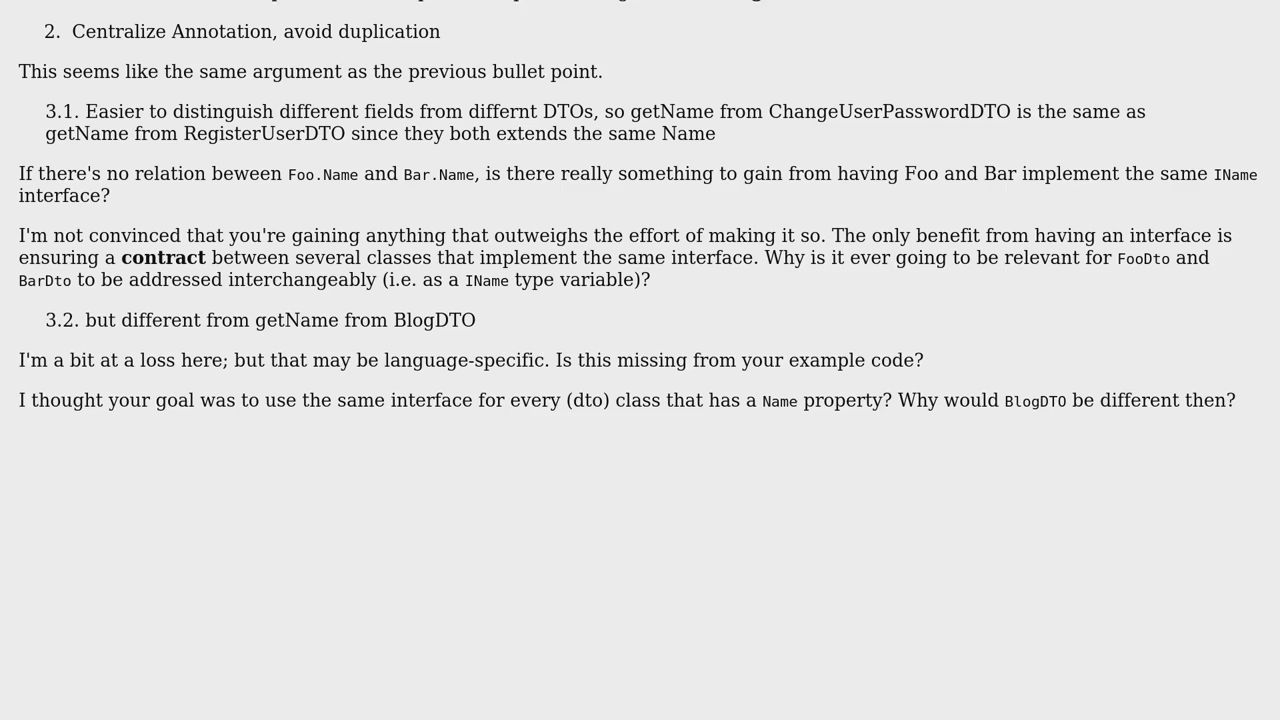 2. Centralize Annotation, avoid duplication
This seems like the same argument as the previous bullet point.
3.1. Easier to distinguish different fields from differnt DTOs, so getName from ChangeUserPasswordDTO is the same as
getName from RegisterUserDTO since they both extends the same Name
If there's no relation beween Foo.Name and Bar.Name, is there really something to gain from having Foo and Bar implement the same IName
interface?
I'm not convinced that you're gaining anything that outweighs the effort of making it so. The only benefit from having an interface is
ensuring a contract between several classes that implement the same interface. Why is it ever going to be relevant for FooDto and
BarDto to be addressed interchangeably (i.e. as a IName type variable)?
3.2. but different from getName from BlogDTO
I'm a bit at a loss here; but that may be language-specific. Is this missing from your example code?
I thought your goal was to use the same interface for every (dto) class that has a Name property? Why would BlogDTO be different then?